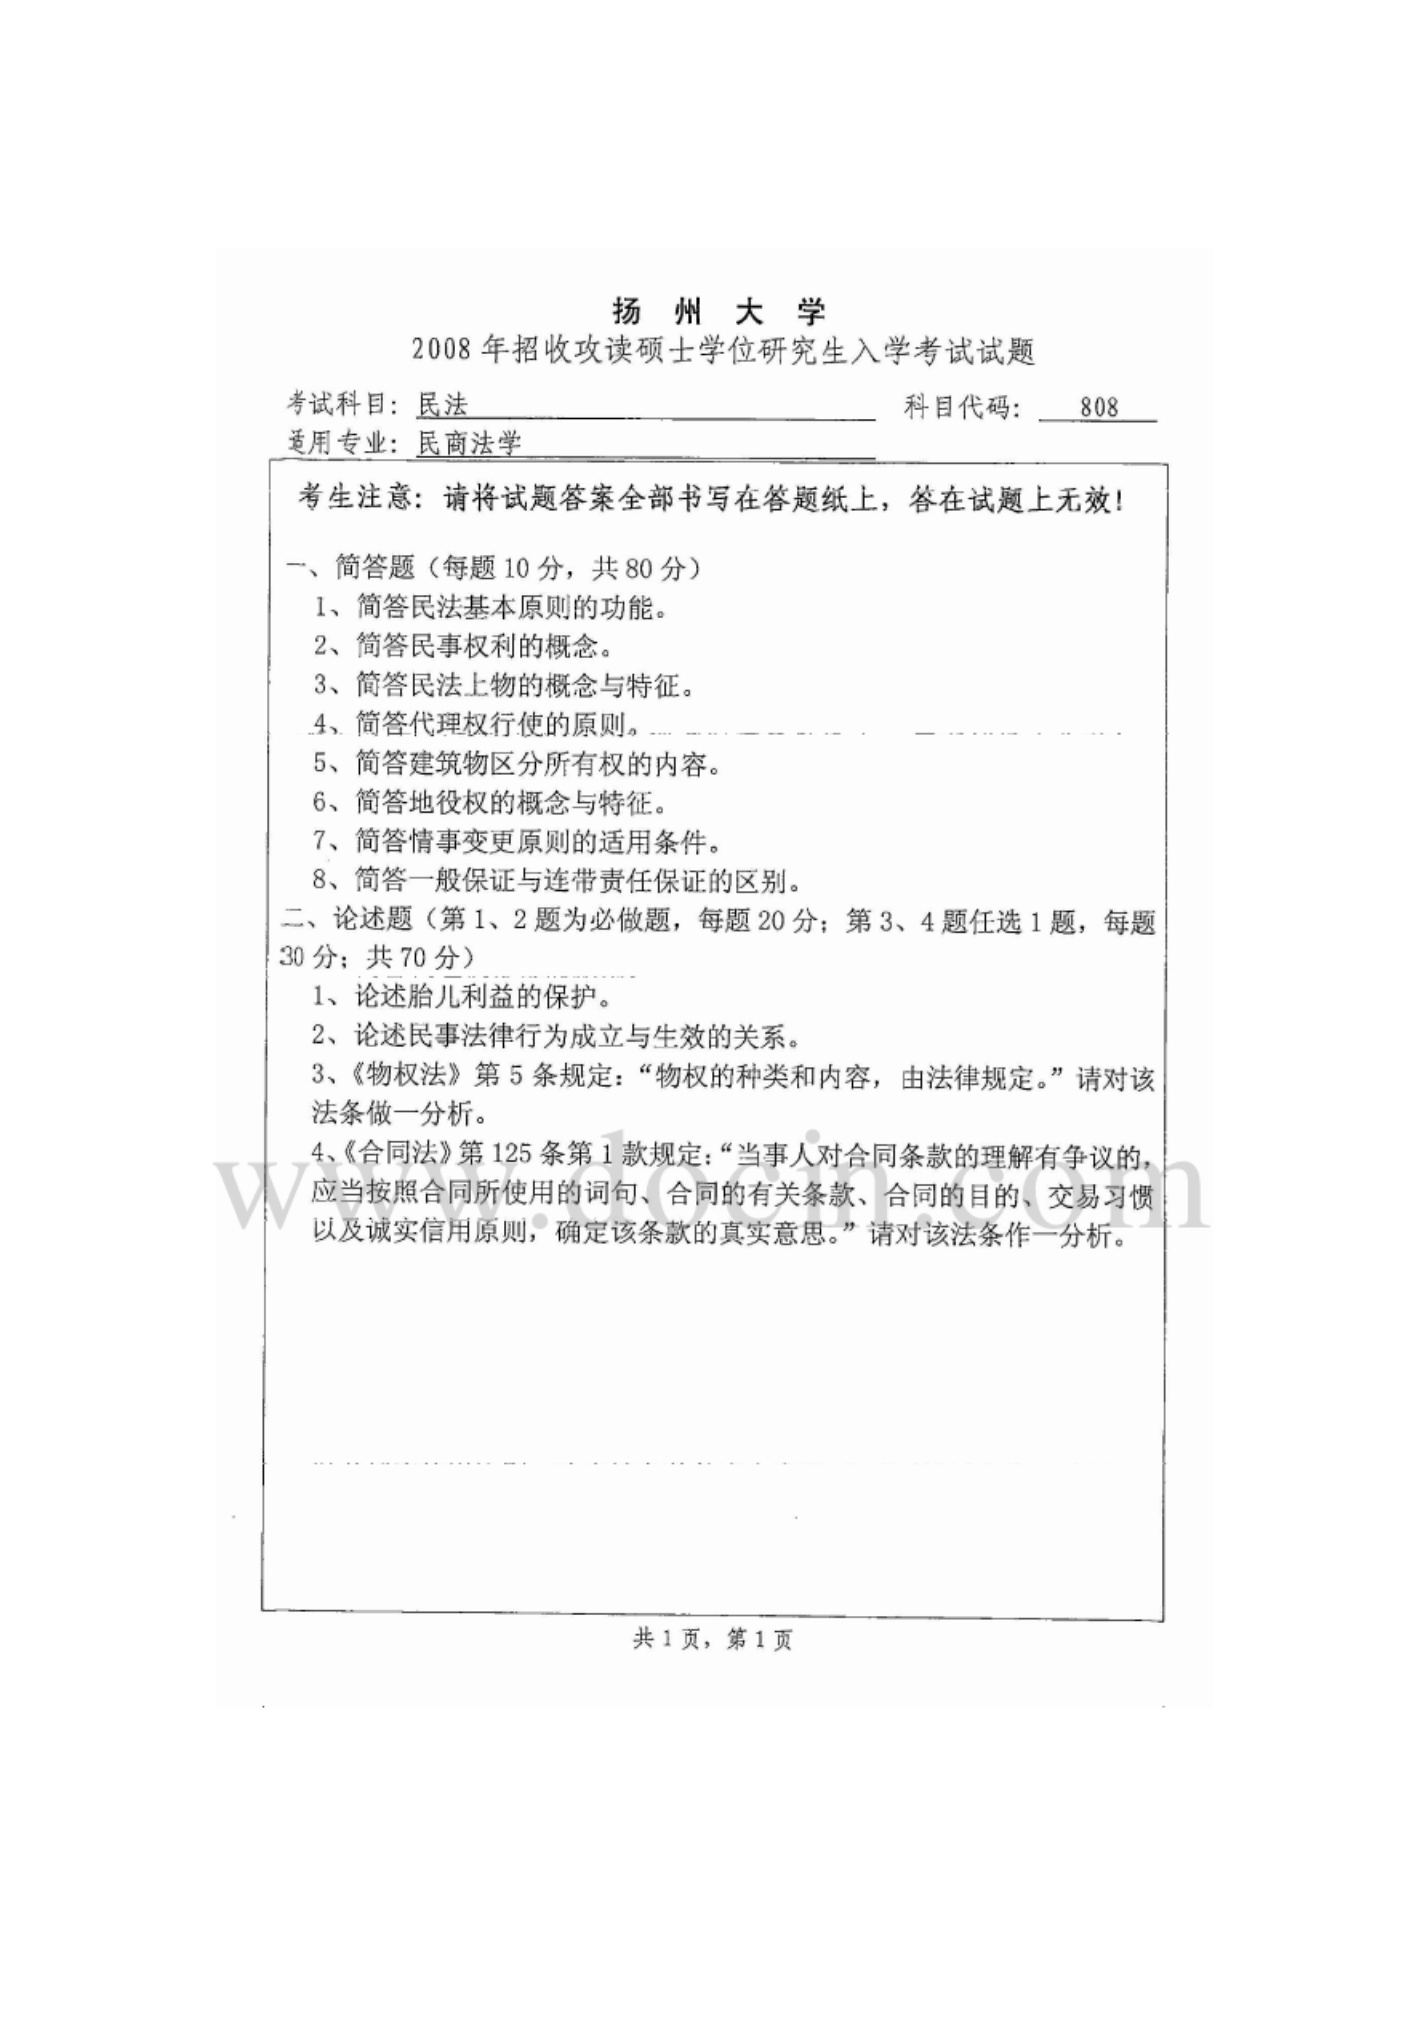 扬 州 大 学
2008 年招收攻读硕士学位研究生入学考试试题
考试科目：民法 科目代码： 808
适用专业：民商法学
考生注意：请将试题答案全部书写在答题纸上，答在试题上无效！
一、简答题（每题 10 分，共 80 分）
1、简答民法基本原则的功能。
2、简答民事权利的概念。
3、简答民法上物的概念与特征。
4、简答代理权行使的原则。
5、简答建筑物区分所有权的内容。
6、简答地役权的概念与特征。
7、简答情事变更原则的适用条件。
8、简答一般保证与连带责任保证的区别。
二、论述题（第 1、2 题为必做题，每题 20 分；第 3、4 题任选 1 题，每题
30 分；共 70 分）
1、论述胎儿利益的保护。
2、论述民事法律行为成立与生效的关系。
3、《物权法》第 5 条规定：“物权的种类和内容，由法律规定。”请对该
法条做一分析。
4、《合同法》第 125 条第 1 款规定：“当事人对合同条款的理解有争议的，
应当按照合同所使用的词句、合同的有关条款、合同的目的、交易习惯
以及诚实信用原则，确定该条款的真实意思。”请对该法条作一分析。
www.docin.com
共 1 页，第 1 页